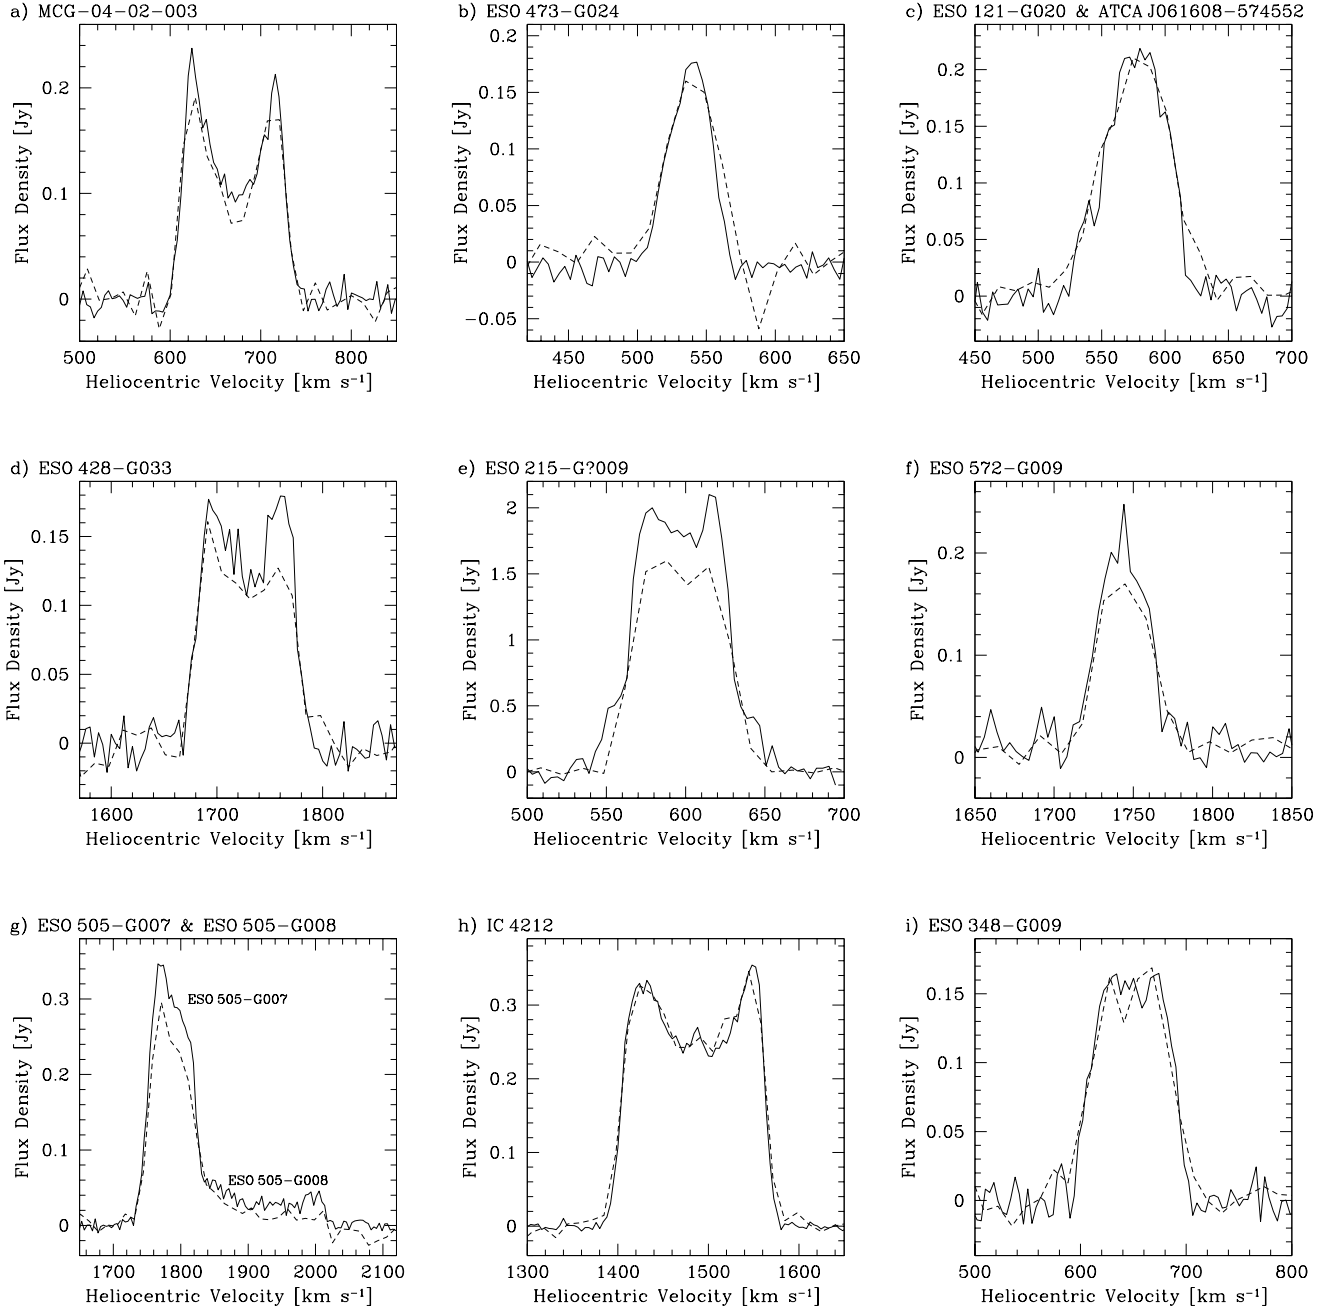 a) MCG−04−02−003
Flux Density [Jy]
0.2
0.1
0
500 600 700 800
Heliocentric Velocity [km s⁻¹]
b) ESO 473−G024
Flux Density [Jy]
0.2
0.15
0.1
0.05
0
−0.05
450 500 550 600 650
Heliocentric Velocity [km s⁻¹]
c) ESO 121−G020 & ATCA J061608−574552
Flux Density [Jy]
0.2
0.15
0.1
0.05
0
450 500 550 600 650 700
Heliocentric Velocity [km s⁻¹]
d) ESO 428−G033
Flux Density [Jy]
0.15
0.1
0.05
0
1600 1700 1800
Heliocentric Velocity [km s⁻¹]
e) ESO 215−G?009
Flux Density [Jy]
2
1.5
1
0.5
0
500 550 600 650 700
Heliocentric Velocity [km s⁻¹]
f) ESO 572−G009
Flux Density [Jy]
0.2
0.1
0
1650 1700 1750 1800 1850
Heliocentric Velocity [km s⁻¹]
g) ESO 505−G007 & ESO 505−G008
Flux Density [Jy]
0.3
0.2
0.1
0
ESO 505−G007
ESO 505−G008
1700 1800 1900 2000 2100
Heliocentric Velocity [km s⁻¹]
h) IC 4212
Flux Density [Jy]
0.3
0.2
0.1
0
1300 1400 1500 1600
Heliocentric Velocity [km s⁻¹]
i) ESO 348−G009
Flux Density [Jy]
0.15
0.1
0.05
0
500 600 700 800
Heliocentric Velocity [km s⁻¹]